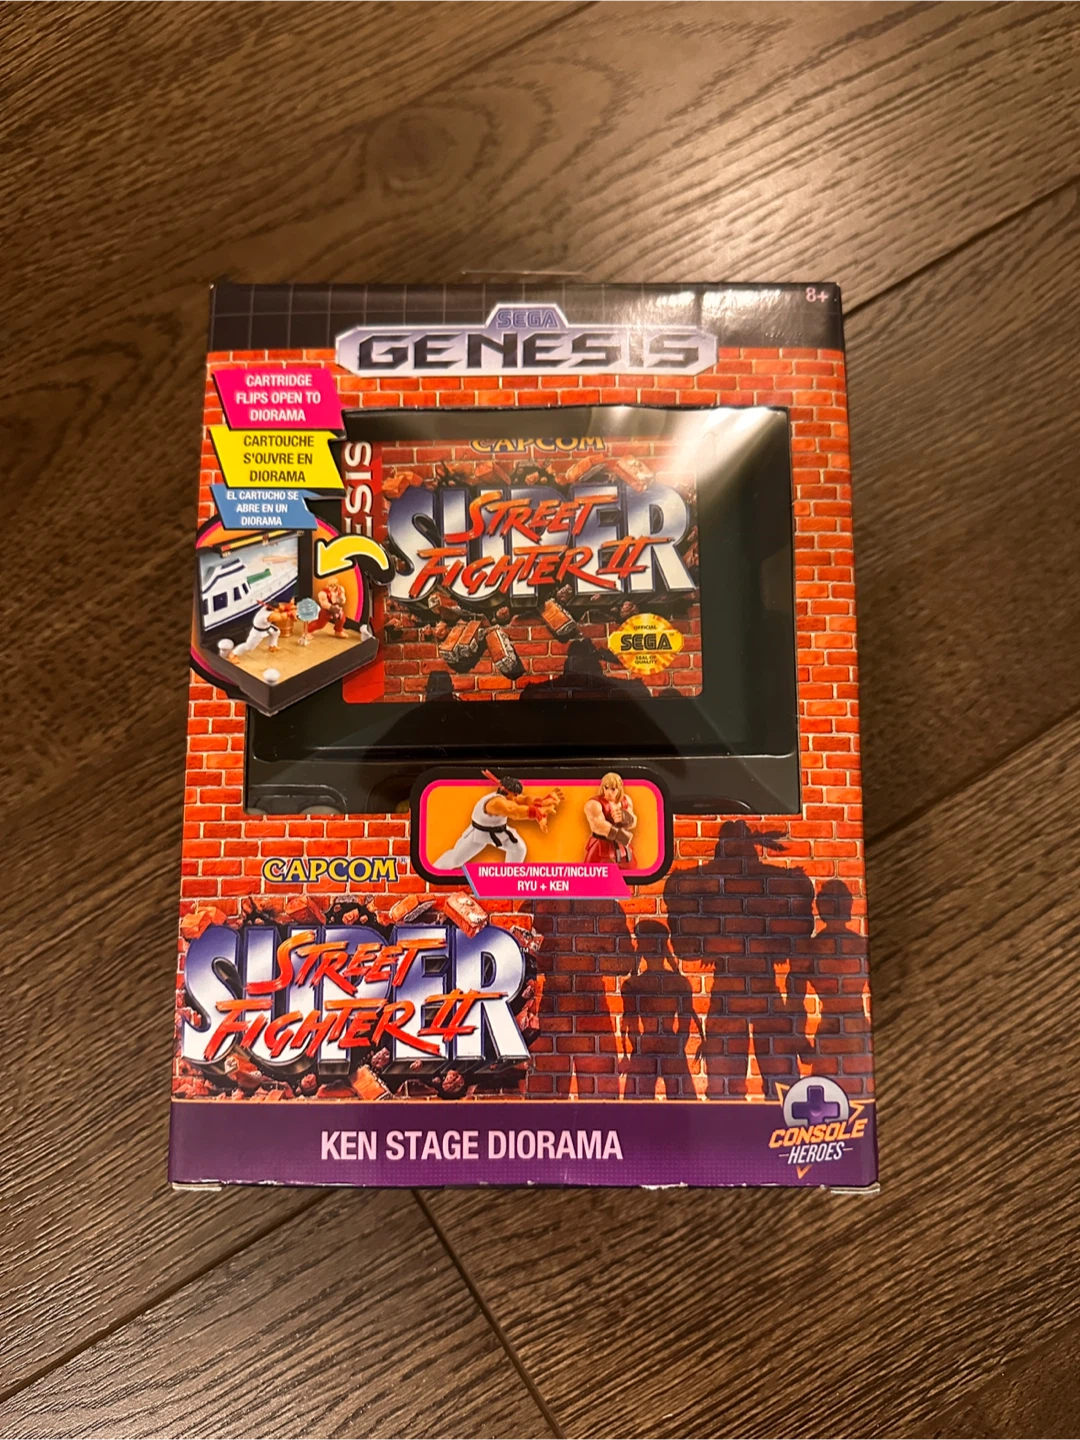 8+
SEGA
GENESIS
CARTRIDGE
FLIPS OPEN TO
DIORAMA
CARTOUCHE
S'OUVRE EN
DIORAMA
EL CARTUCHO SE
ABRE EN UN
DIORAMA
ESIS
CAPCOM
SUPER
STREET
FIGHTER II
OFFICIAL
SEGA
SEAL OF
QUALITY
INCLUDES/INCLUT/INCLUYE
RYU + KEN
CAPCOM
SUPER
STREET
FIGHTER II
KEN STAGE DIORAMA
CONSOLE
HEROES